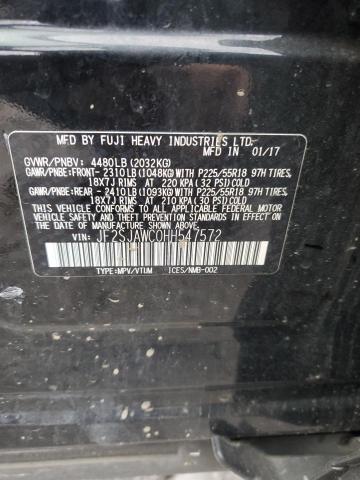 MFD. BY FUJI HEAVY INDUSTRIES LTD.
MFD IN 01/17
GVWR/PNBV: 4480LB (2032KG)
GAWR/PNBE:FRONT- 2310LB (1048KG) WITH P225/55R18 97H TIRES,
18X7J RIMS AT 220 KPA (32 PSI) COLD
GAWR/PNBE:REAR - 2410LB (1093KG) WITH P225/55R18 97H TIRES,
18X7J RIMS AT 210 KPA (30 PSI) COLD
THIS VEHICLE CONFORMS TO ALL APPLICABLE FEDERAL MOTOR
VEHICLE SAFETY AND THEFT PREVENTION STANDARDS IN EFFECT
ON THE DATE OF MANUFACTURE SHOWN ABOVE.
VIN: JF2SJAWC0HH547572
TYPE:MPV/VTUM ICES/NMB-002